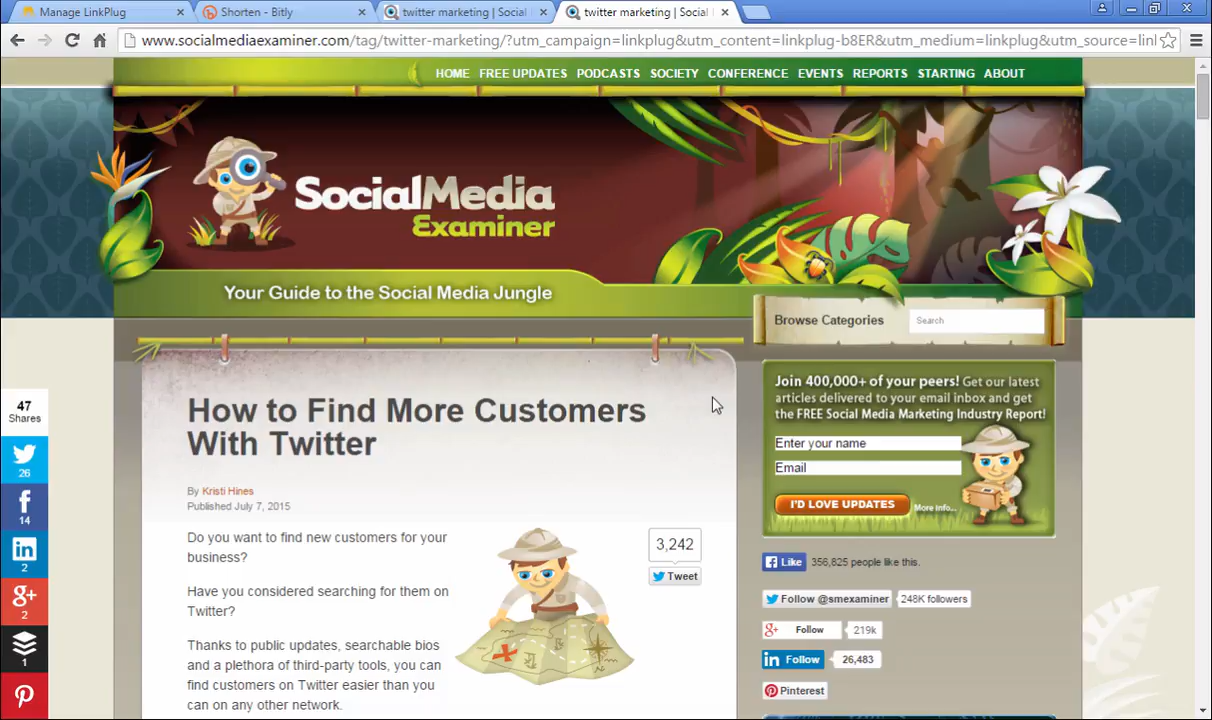 Manage LinkPlug
Shorten - Bitly
twitter marketing | Social
twitter marketing | Social
www.socialmediaexaminer.com/tag/twitter-marketing/?utm_campaign=linkplug&utm_content=linkplug-b8ER&utm_medium=linkplug&utm_source=linl
HOME FREE UPDATES PODCASTS SOCIETY CONFERENCE EVENTS REPORTS STARTING ABOUT
SocialMedia
Examiner
Your Guide to the Social Media Jungle
Browse Categories
Search
Join 400,000+ of your peers! Get our latest
articles delivered to your email inbox and get
the FREE Social Media Marketing Industry Report!
Enter your name
Email
I'D LOVE UPDATES
More Info...
47
Shares
26
14
2
2
1
How to Find More Customers
With Twitter
By Kristi Hines
Published July 7, 2015
Do you want to find new customers for your
business?
Have you considered searching for them on
Twitter?
Thanks to public updates, searchable bios
and a plethora of third-party tools, you can
find customers on Twitter easier than you
can on any other network.
3,242
Tweet
Like
356,825 people like this.
Follow @smexaminer
248K followers
Follow
219k
Follow
26,483
Pinterest